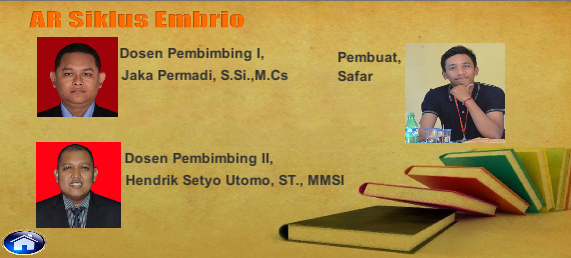 AR Siklus Embrio
Dosen Pembimbing I,
Jaka Permadi, S.Si.,M.Cs
Pembuat,
Safar
Dosen Pembimbing II,
Hendrik Setyo Utomo, ST., MMSI